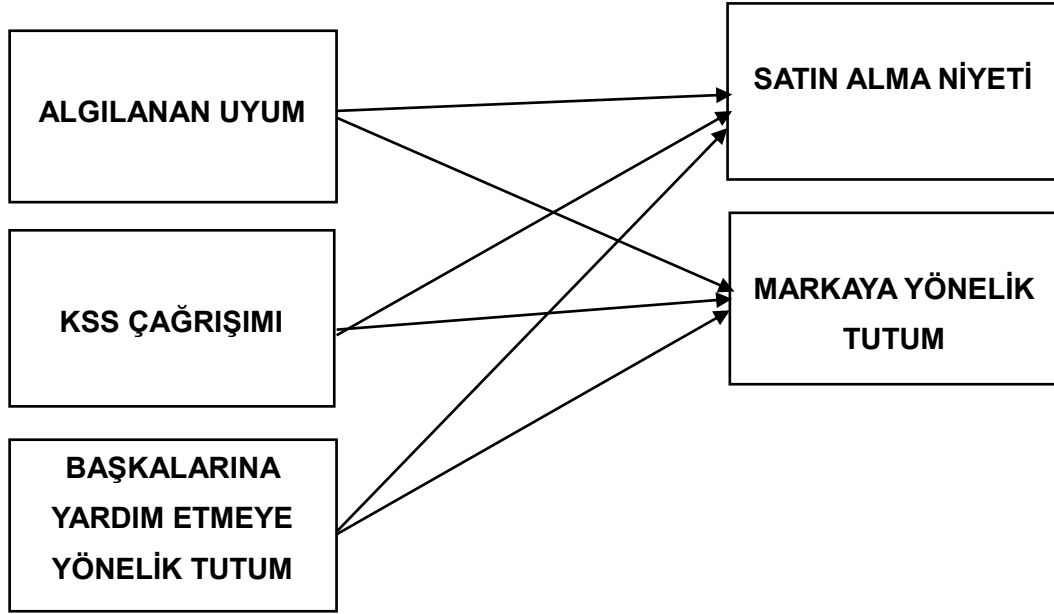 ALGILANAN UYUM
KSS ÇAĞRIŞIMI
BAŞKALARINA
YARDIM ETMEYE
YÖNELİK TUTUM
SATIN ALMA NİYETİ
MARKAYA YÖNELİK
TUTUM